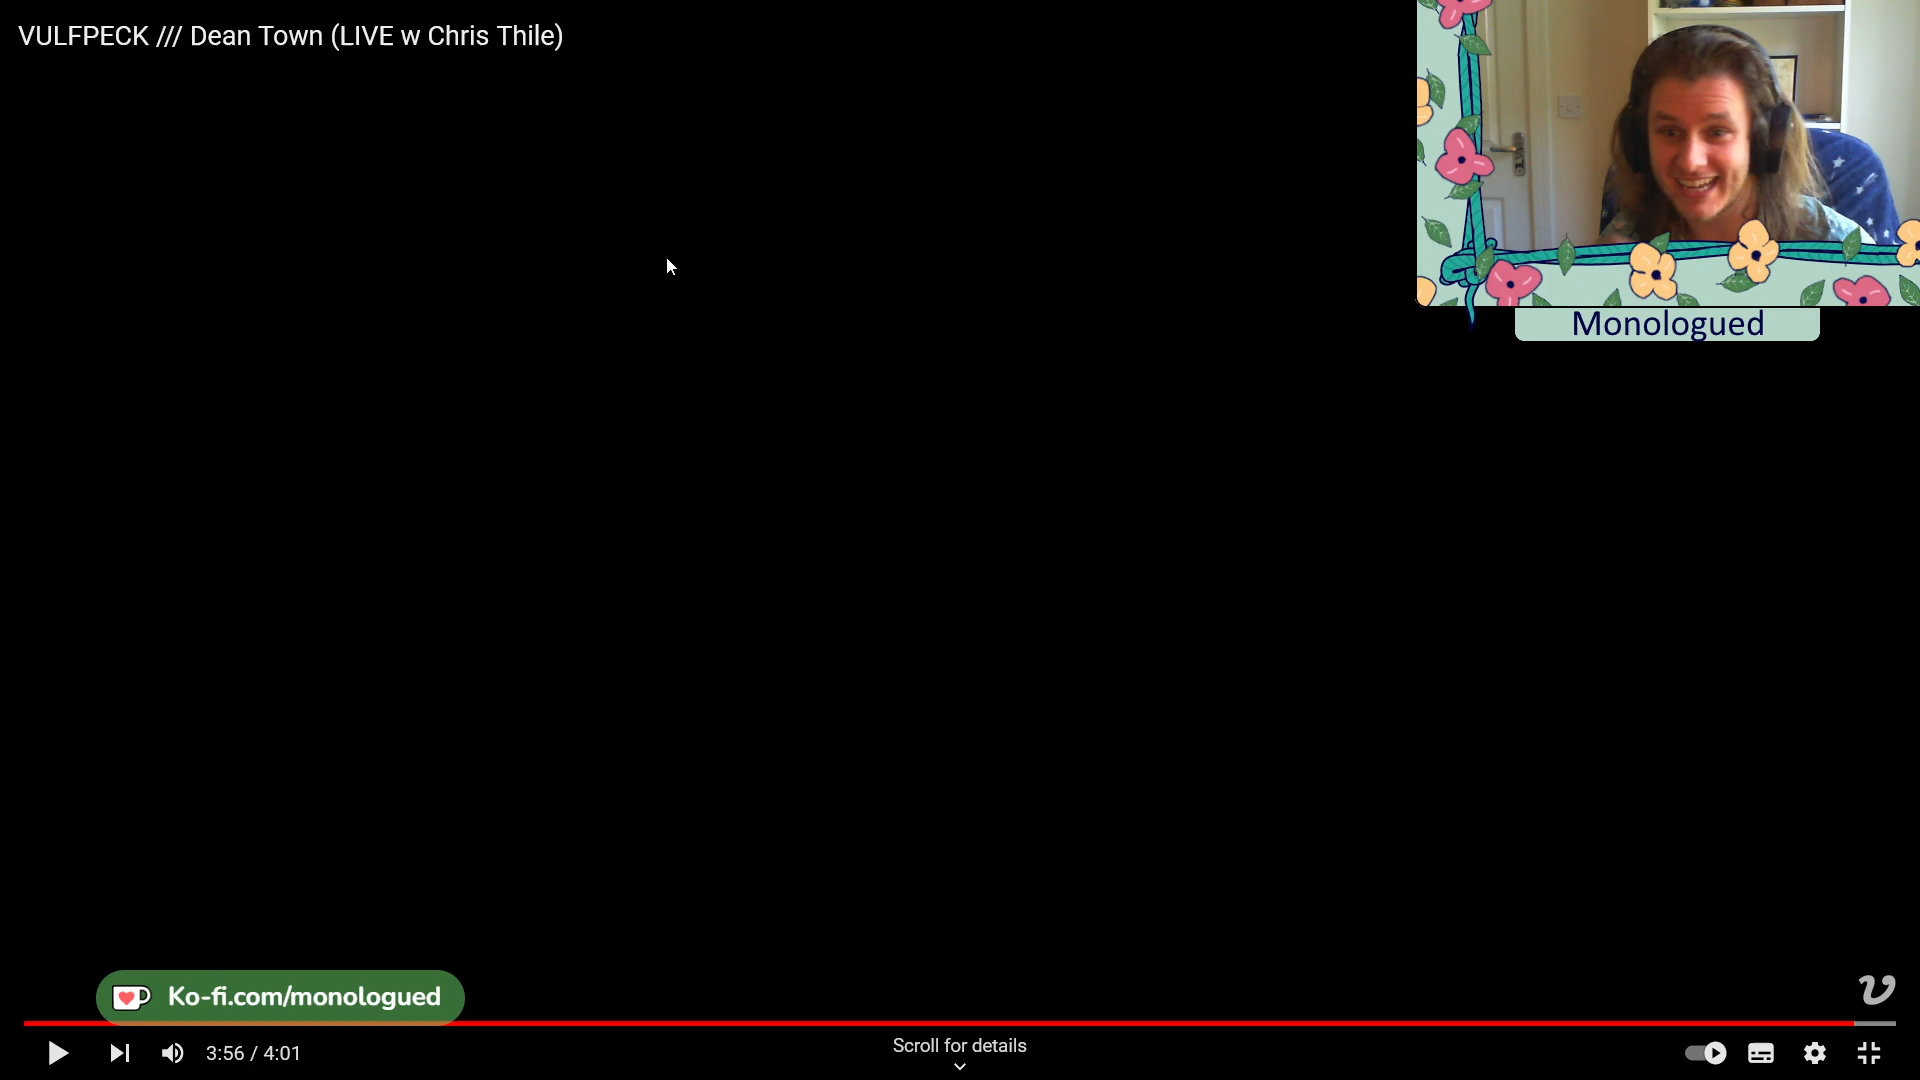 VULFPECK /// Dean Town (LIVE w Chris Thile)
Monologued
Ko-fi.com/monologued
3:56 / 4:01
Scroll for details